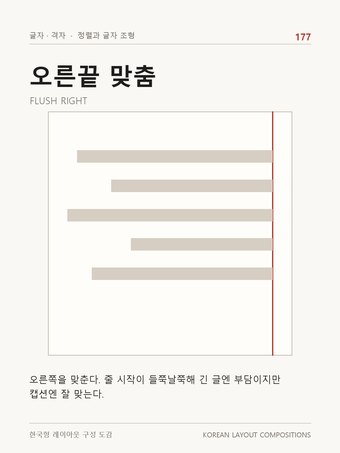 글자 · 격자 · 정렬과 글자 조형
177
오른끝 맞춤
FLUSH RIGHT
오른쪽을 맞춘다. 줄 시작이 들쭉날쭉해 긴 글엔 부담이지만
캡션엔 잘 맞는다.
한국형 레이아웃 구성 도감
KOREAN LAYOUT COMPOSITIONS